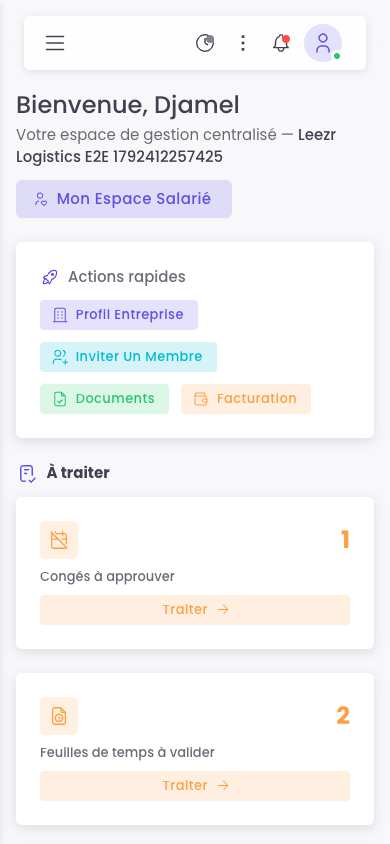 Bienvenue, Djamel
Votre espace de gestion centralisé — Leezr
Logistics E2E 1792412257425
Mon Espace Salarié
Actions rapides
Profil Entreprise
Inviter Un Membre
Documents
Facturation
À traiter
1
Congés à approuver
Traiter
2
Feuilles de temps à valider
Traiter